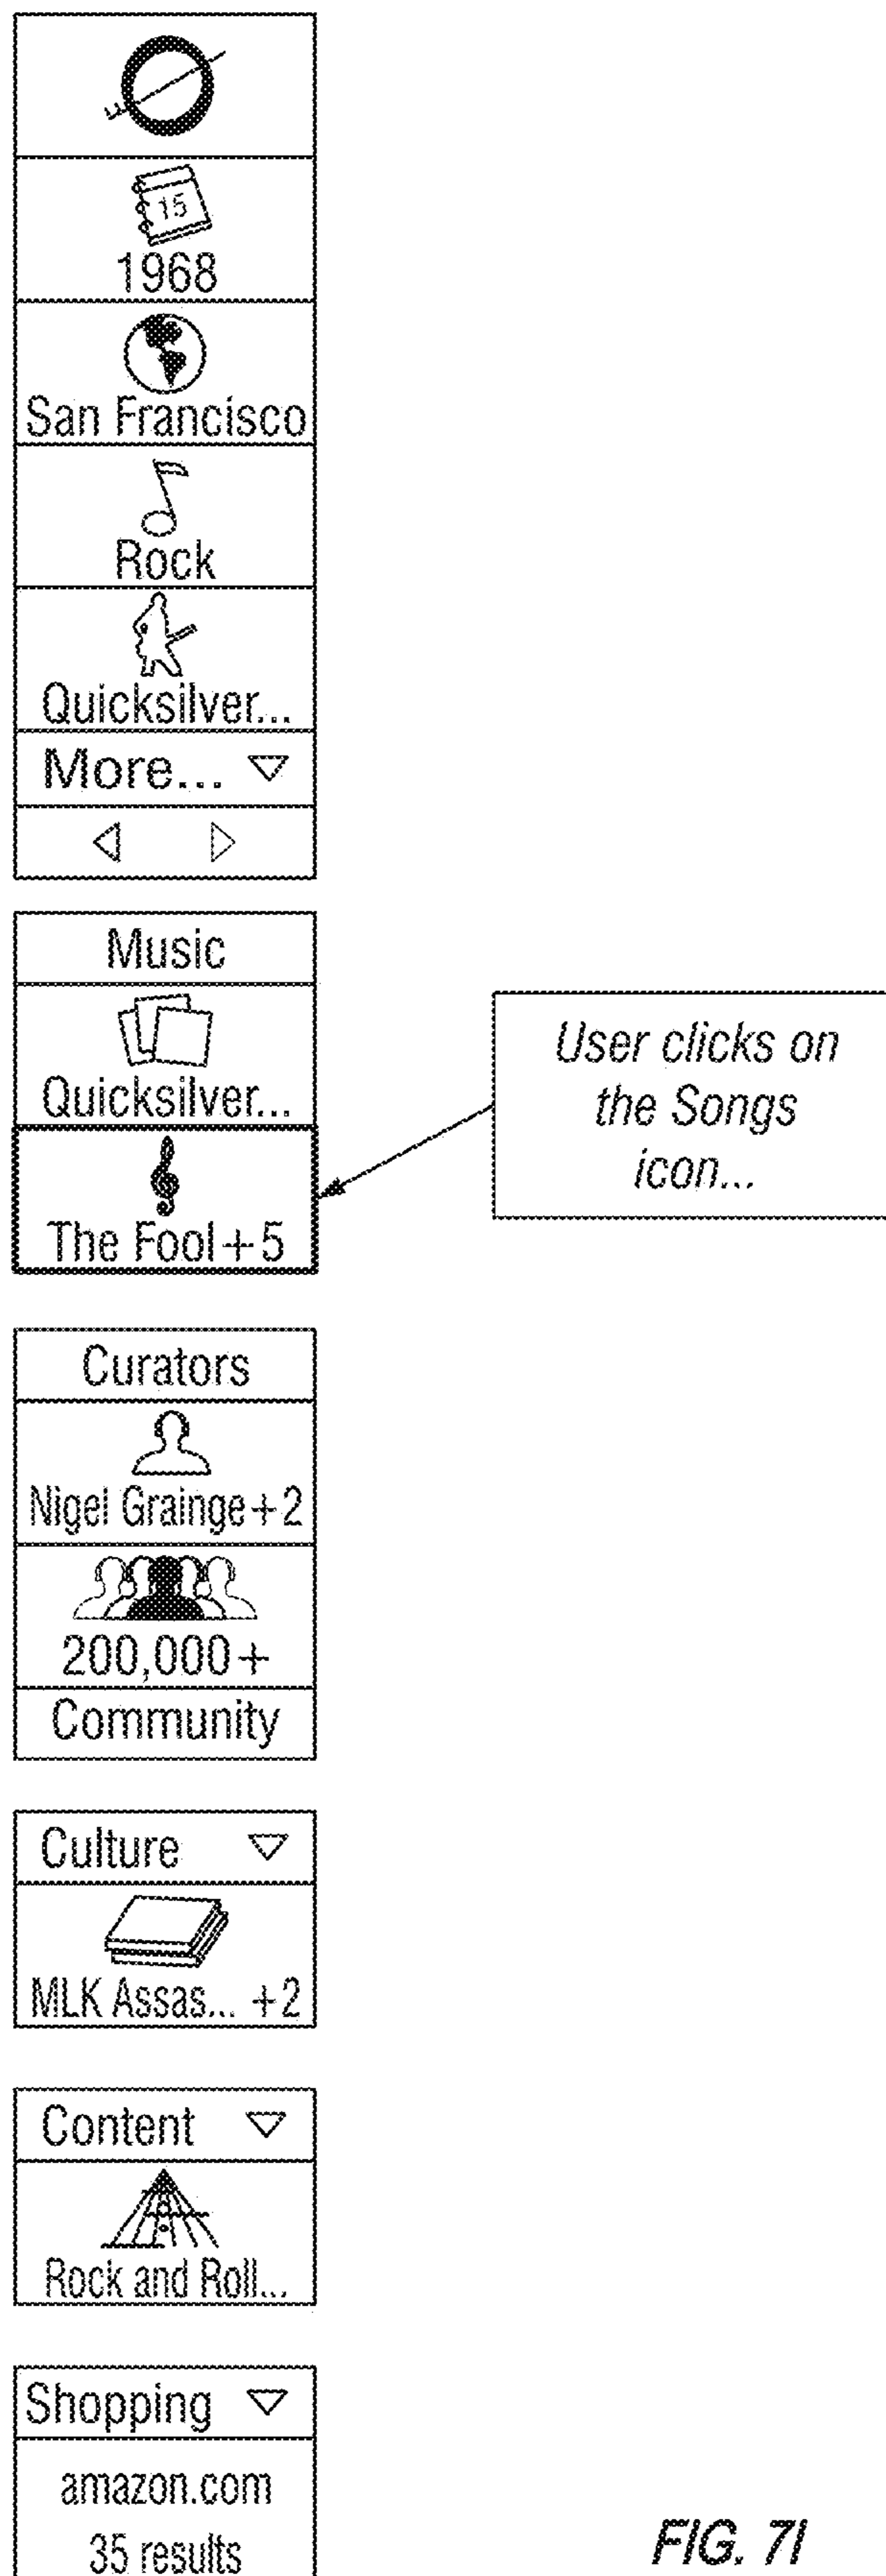 15
1968
San Francisco
Rock
Quicksilver...
More...
Music
Quicksilver...
The Fool+5
User clicks on
the Songs
icon...
Curators
Nigel Grainge+2
200,000+
Community
Culture
MLK Assas... +2
Content
Rock and Roll...
Shopping
amazon.com
35 results
FIG. 7I